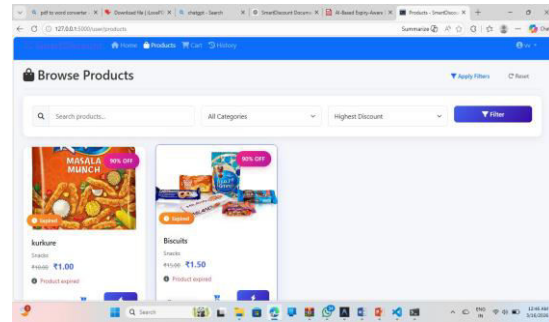 pdf to word converter
Download file | iLovePDF
chatgpt - Search
SmartDiscount Docum
AI-Based Expiry-Aware
Products - SmartDiscou
127.0.0.1:5000/user/products
Summarize
Home Products Cart History
Browse Products
Apply Filters Reset
Search products...
All Categories
Highest Discount
Filter
MASALA
MUNCH
90% OFF
Expired
kurkure
Snacks
₹10.00 ₹1.00
Product expired
90% OFF
Expired
Biscuits
Snacks
₹15.00 ₹1.50
Product expired
Search
ENG
IN